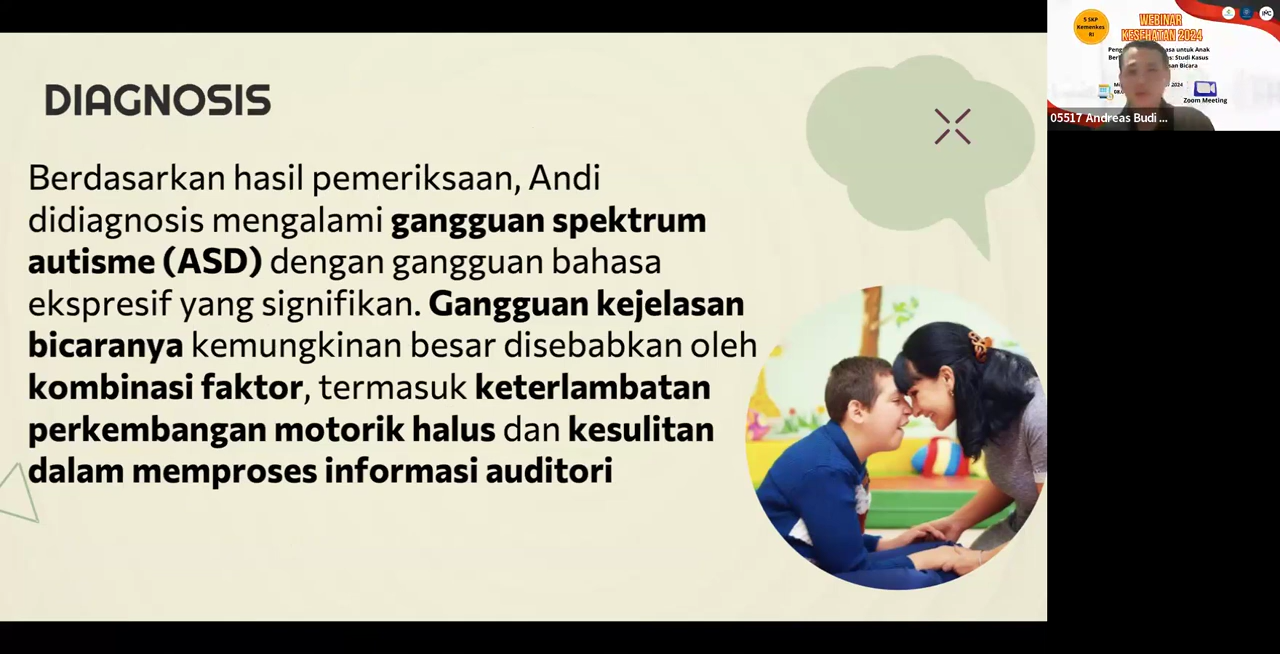 DIAGNOSIS
Berdasarkan hasil pemeriksaan, Andi
didiagnosis mengalami gangguan spektrum
autisme (ASD) dengan gangguan bahasa
ekspresif yang signifikan. Gangguan kejelasan
bicaranya kemungkinan besar disebabkan oleh
kombinasi faktor, termasuk keterlambatan
perkembangan motorik halus dan kesulitan
dalam memproses informasi auditori
5 SKP
Kemenkes
RI
WEBINAR
KESEHATAN 2024
Zoom Meeting
05517 Andreas Budi ...